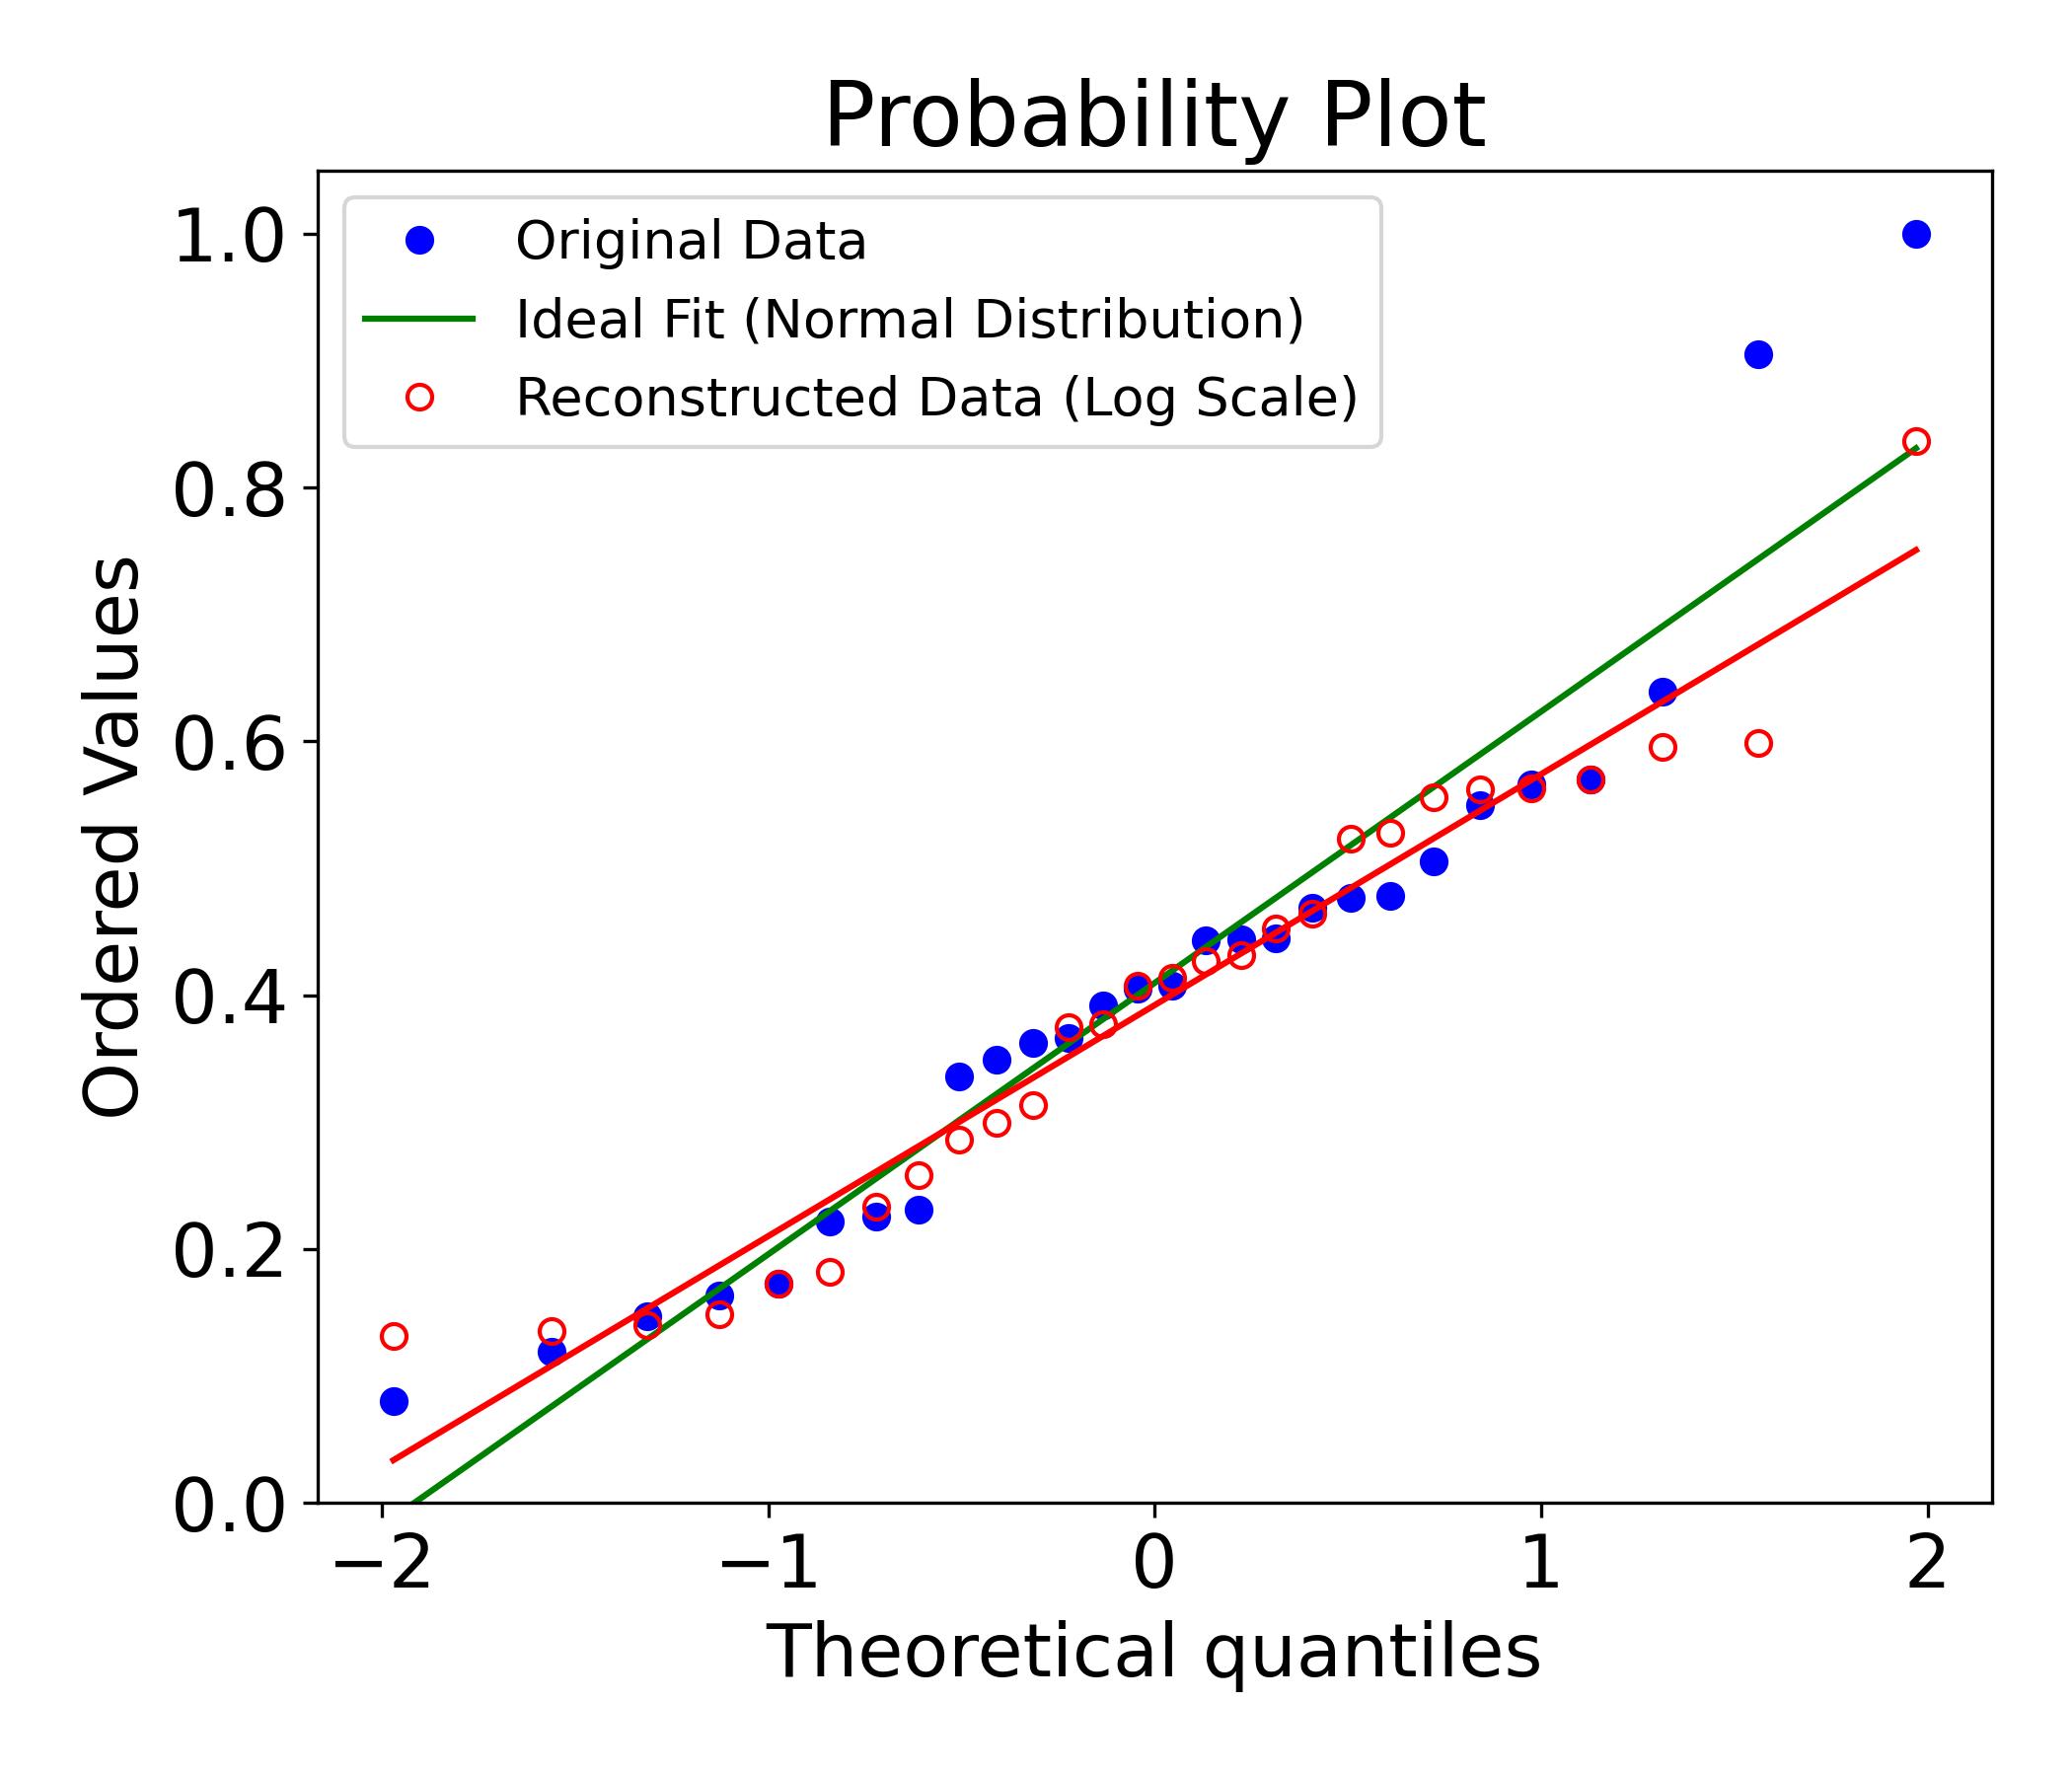 Probability Plot
Original Data
Ideal Fit (Normal Distribution)
Reconstructed Data (Log Scale)
Ordered Values
1.0
0.8
0.6
0.4
0.2
0.0
−2 −1 0 1 2
Theoretical quantiles